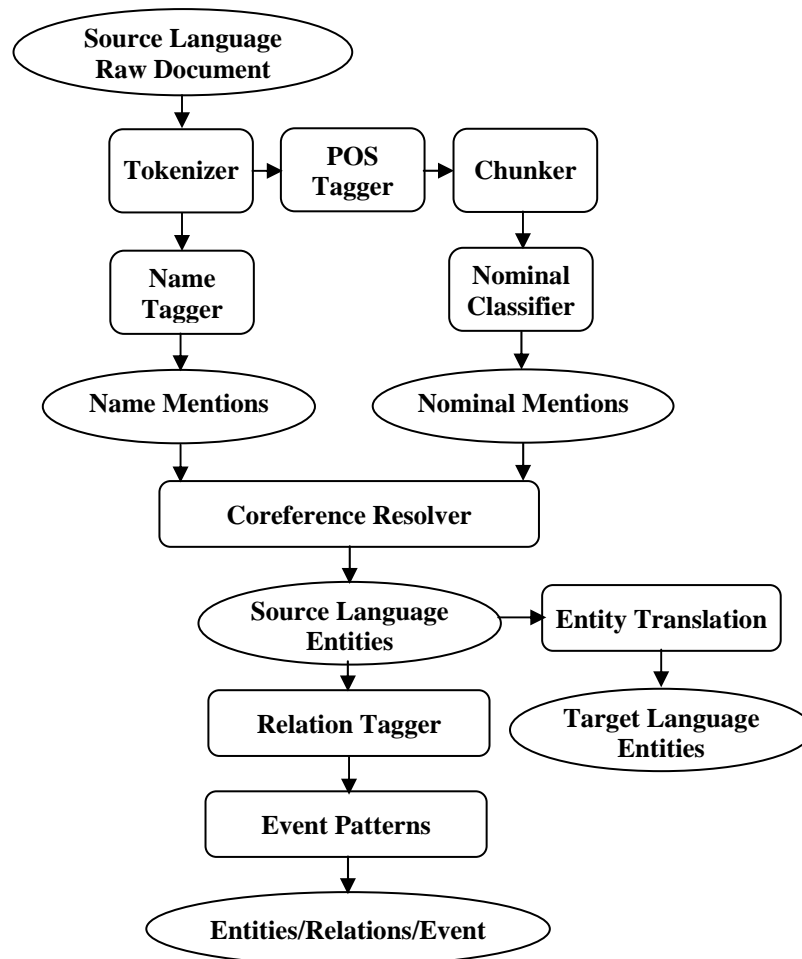 Source Language
Raw Document
Tokenizer
POS
Tagger
Chunker
Name
Tagger
Nominal
Classifier
Name Mentions
Nominal Mentions
Coreference Resolver
Source Language
Entities
Entity Translation
Relation Tagger
Target Language
Entities
Event Patterns
Entities/Relations/Event